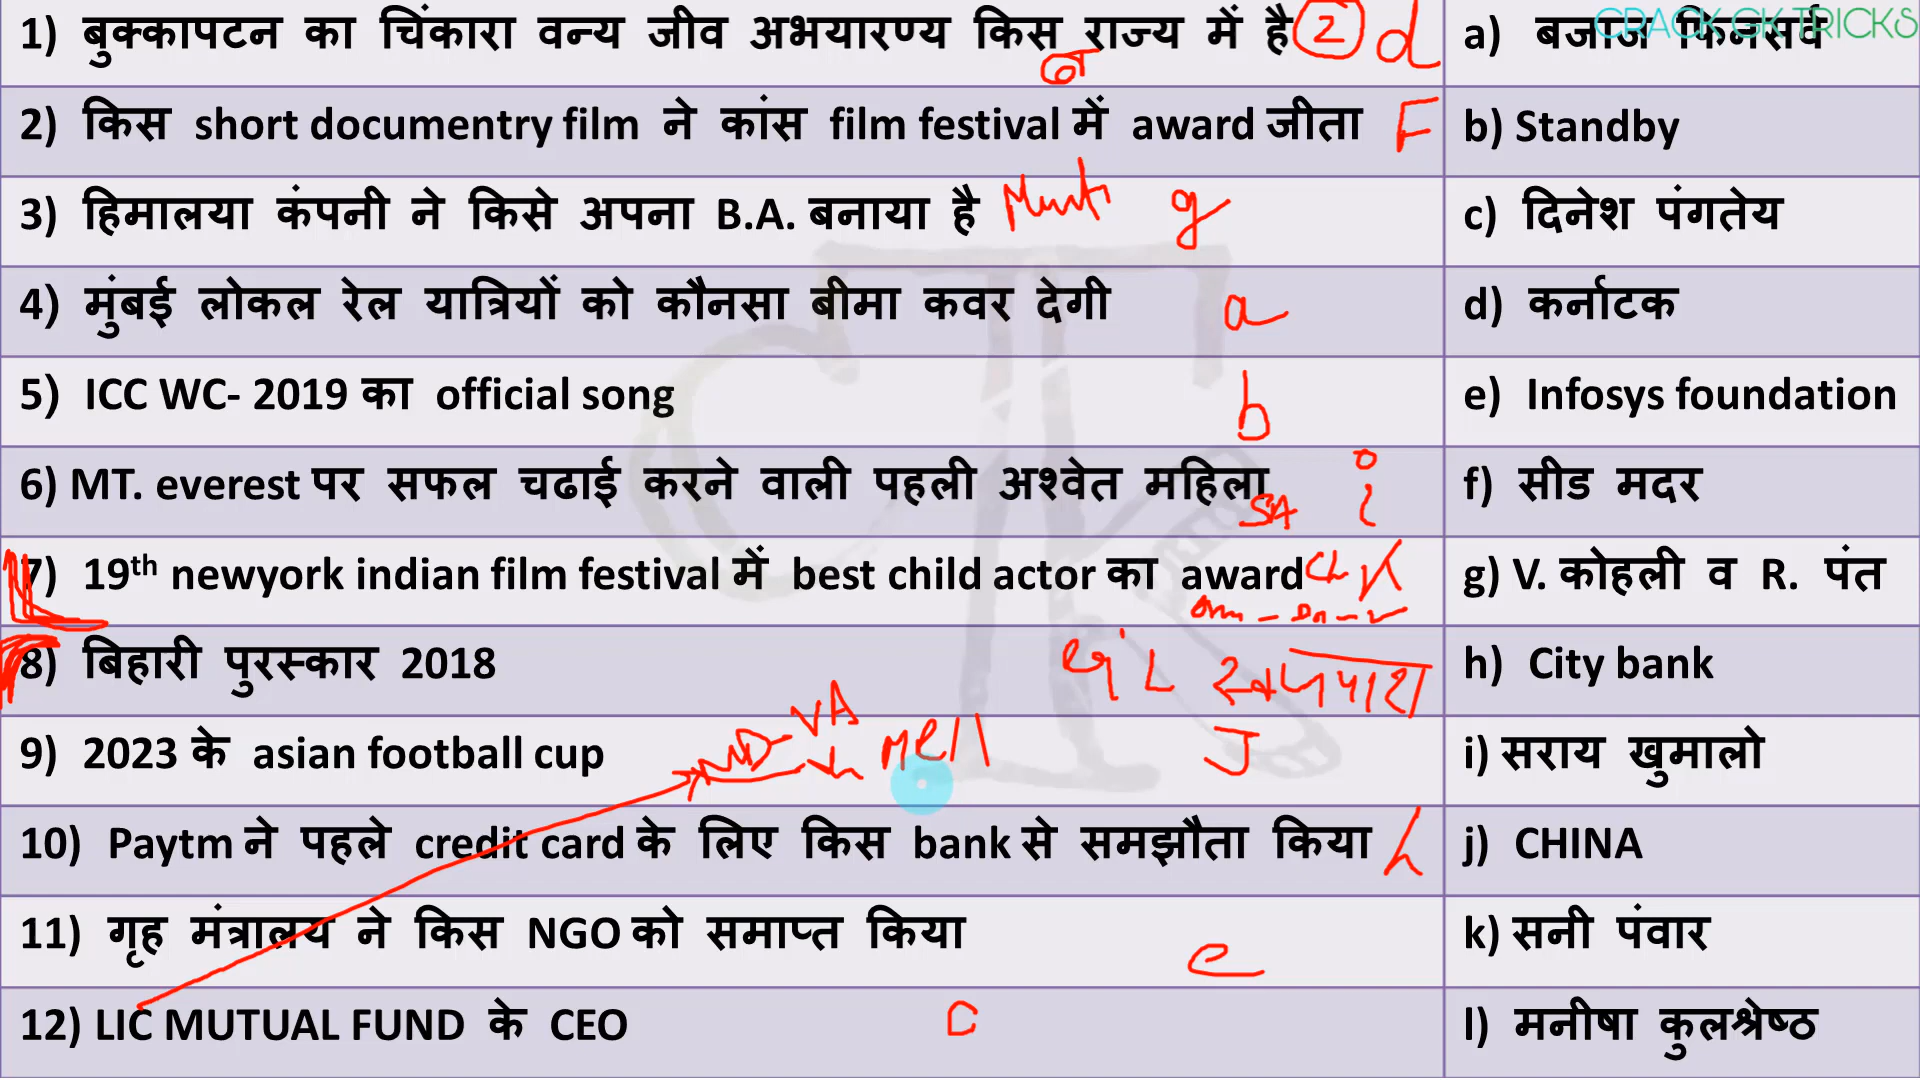 CRACK GK TRICKS
1) बुक्कापटन का चिंकारा वन्य जीव अभयारण्य किस राज्य में है 2 d a) बजाज फिनसर्व
2) किस short documentry film ने कांस film festival में award जीता F b) Standby
3) हिमालया कंपनी ने किसे अपना B.A. बनाया है g c) दिनेश पंगतेय
4) मुंबई लोकल रेल यात्रियों को कौनसा बीमा कवर देगी a d) कर्नाटक
5) ICC WC- 2019 का official song b e) Infosys foundation
6) MT. everest पर सफल चढाई करने वाली पहली अश्वेत महिला SA i f) सीड मदर
7) 19th newyork indian film festival में best child actor का award Ch K g) V. कोहली व R. पंत
8) बिहारी पुरस्कार 2018 L h) City bank
9) 2023 के asian football cup J i) सराय खुमालो
10) Paytm ने पहले credit card के लिए किस bank से समझौता किया h j) CHINA
11) गृह मंत्रालय ने किस NGO को समाप्त किया e k) सनी पंवार
12) LIC MUTUAL FUND के CEO C l) मनीषा कुलश्रेष्ठ